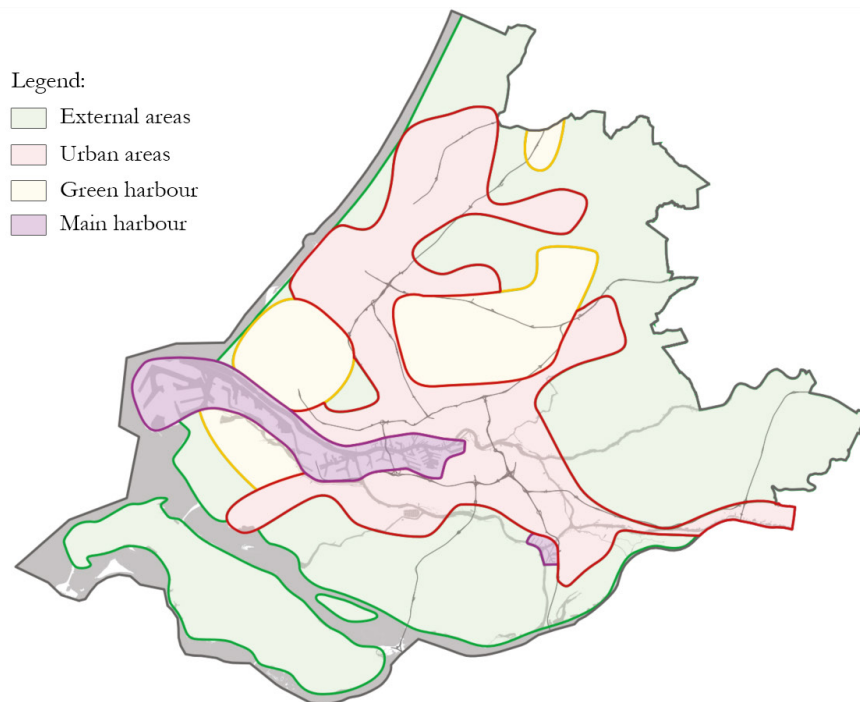 Legend:
External areas
Urban areas
Green harbour
Main harbour